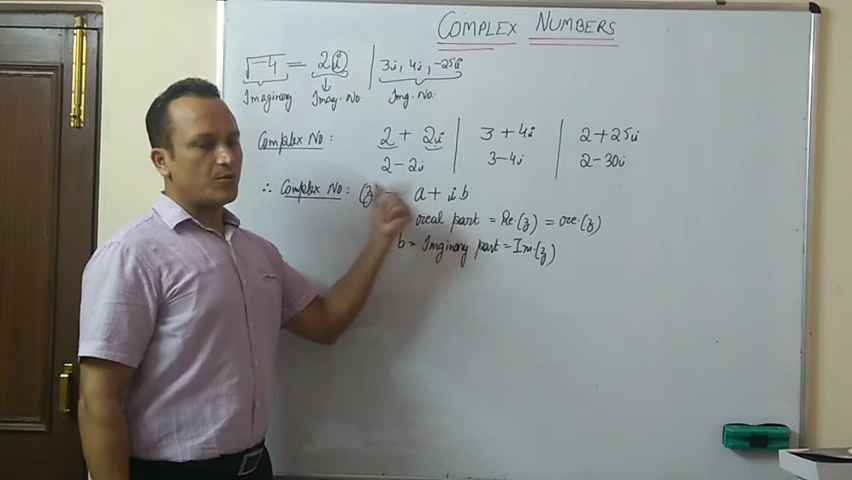 COMPLEX NUMBERS
√-4 = 2i | 3i, 4i, -25i
Imaginary Imag. No. Img. No.
Complex No: 2 + 2i | 3 + 4i | 2 + 25i
2 - 2i | 3 - 4i | 2 - 30i
∴ Complex No: (z) = a + ib
real part = Re.(z) = re.(z)
b = Imginary part = Im.(z)